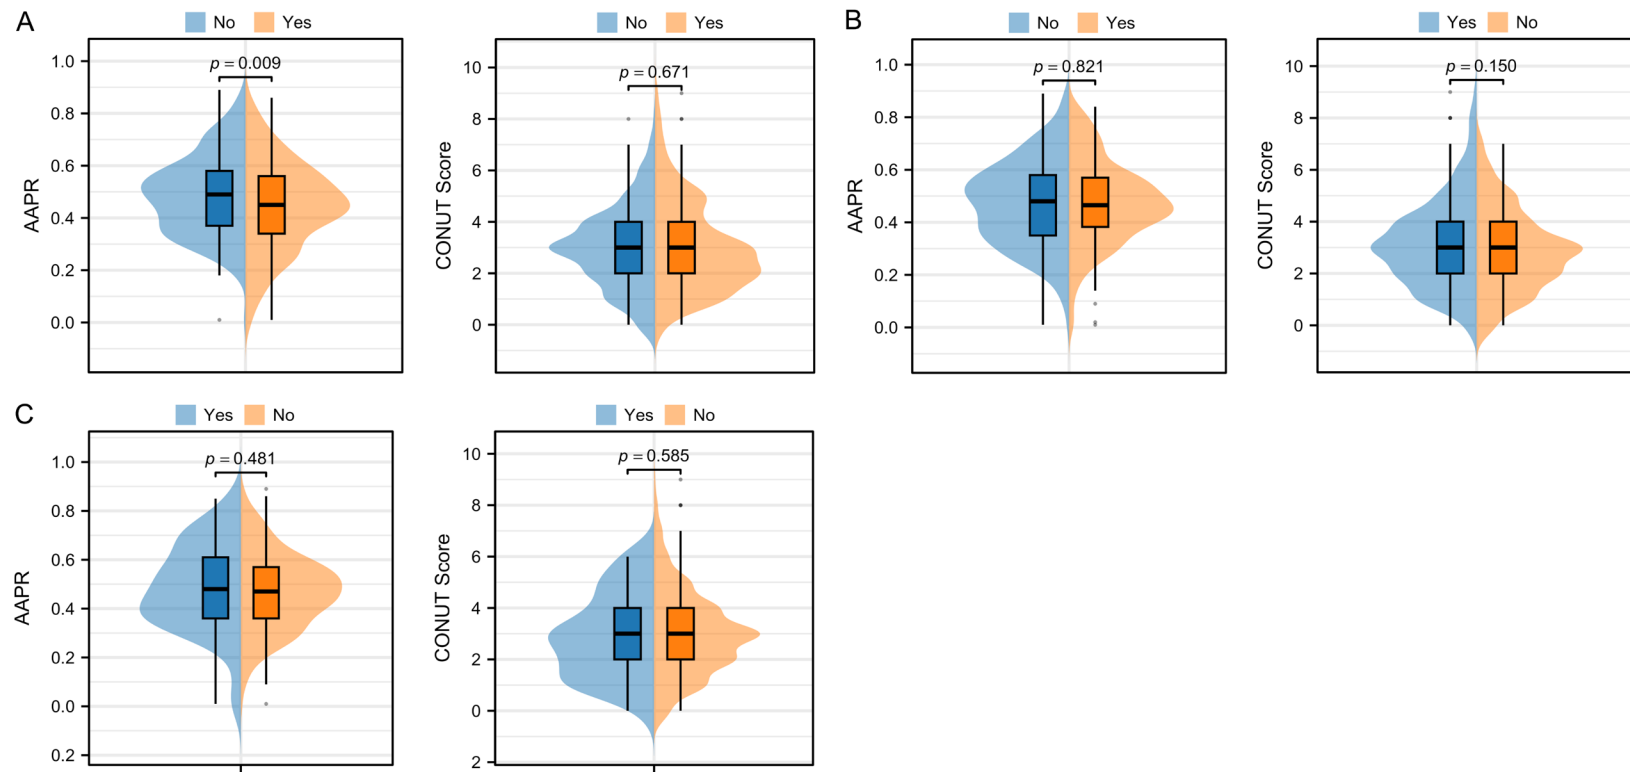 A
No Yes
p = 0.009
1.0
0.8
0.6
0.4
0.2
0.0
AAPR
No Yes
p = 0.671
10
8
6
4
2
0
CONUT Score
B
No Yes
p = 0.821
1.0
0.8
0.6
0.4
0.2
0.0
AAPR
Yes No
p = 0.150
10
8
6
4
2
0
CONUT Score
C
Yes No
p = 0.481
1.0
0.8
0.6
0.4
0.2
0.0
0.2
AAPR
Yes No
p = 0.585
10
8
6
4
2
0
2
CONUT Score